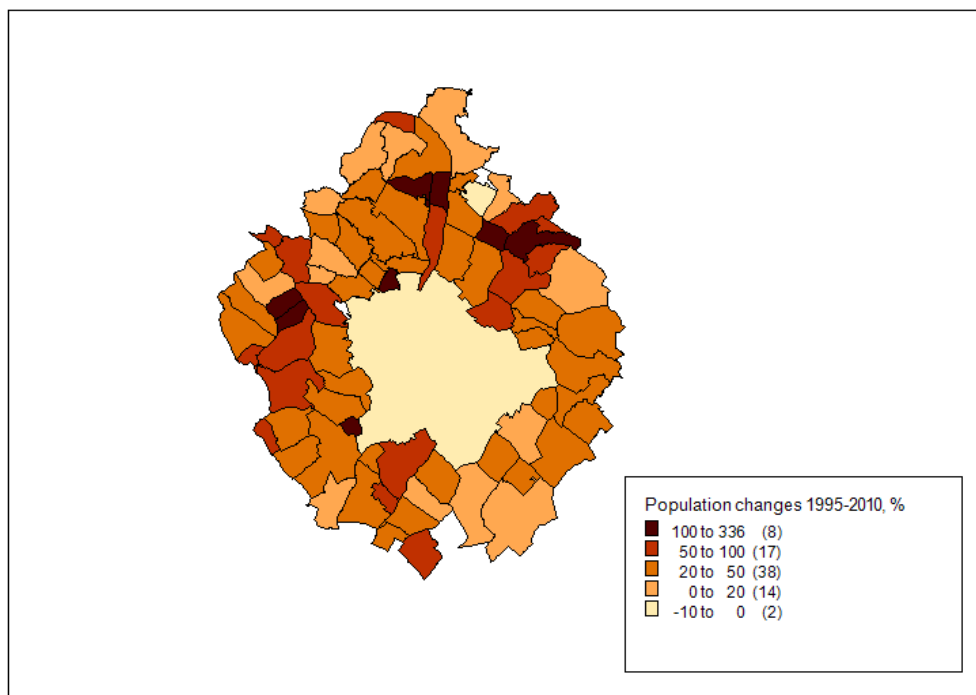 Population changes 1995-2010, %
100 to 336 (8)
50 to 100 (17)
20 to 50 (38)
0 to 20 (14)
-10 to 0 (2)